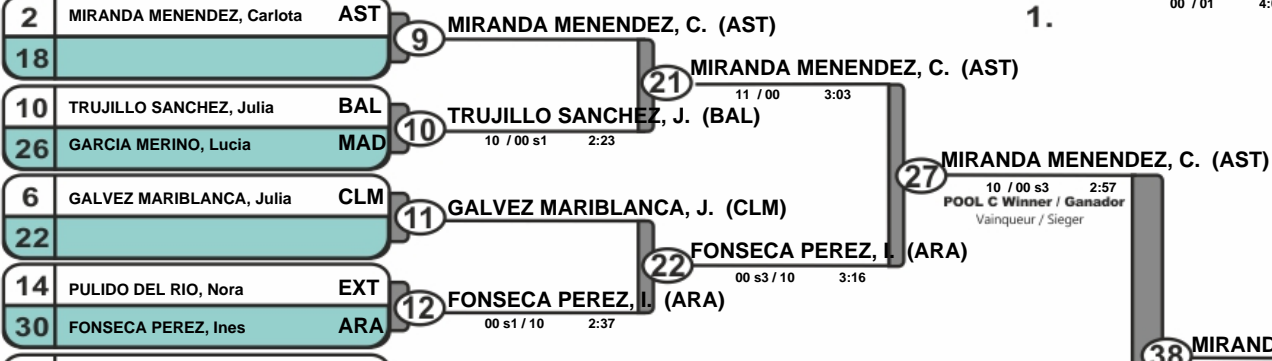 2 MIRANDA MENENDEZ, Carlota AST
18
9 MIRANDA MENENDEZ, C. (AST)
10 TRUJILLO SANCHEZ, Julia BAL
26 GARCIA MERINO, Lucia MAD
10 TRUJILLO SANCHEZ, J. (BAL)
10 / 00 s1 2:23
21 MIRANDA MENENDEZ, C. (AST)
11 / 00 3:03
6 GALVEZ MARIBLANCA, Julia CLM
22
11 GALVEZ MARIBLANCA, J. (CLM)
14 PULIDO DEL RIO, Nora EXT
30 FONSECA PEREZ, Ines ARA
12 FONSECA PEREZ, I. (ARA)
00 s1 / 10 2:37
22 FONSECA PEREZ, I. (ARA)
00 s3 / 10 3:16
27 MIRANDA MENENDEZ, C. (AST)
10 / 00 s3 2:57
POOL C Winner / Ganador
Vainqueur / Sieger
1.
00 / 01
38 MIRAND